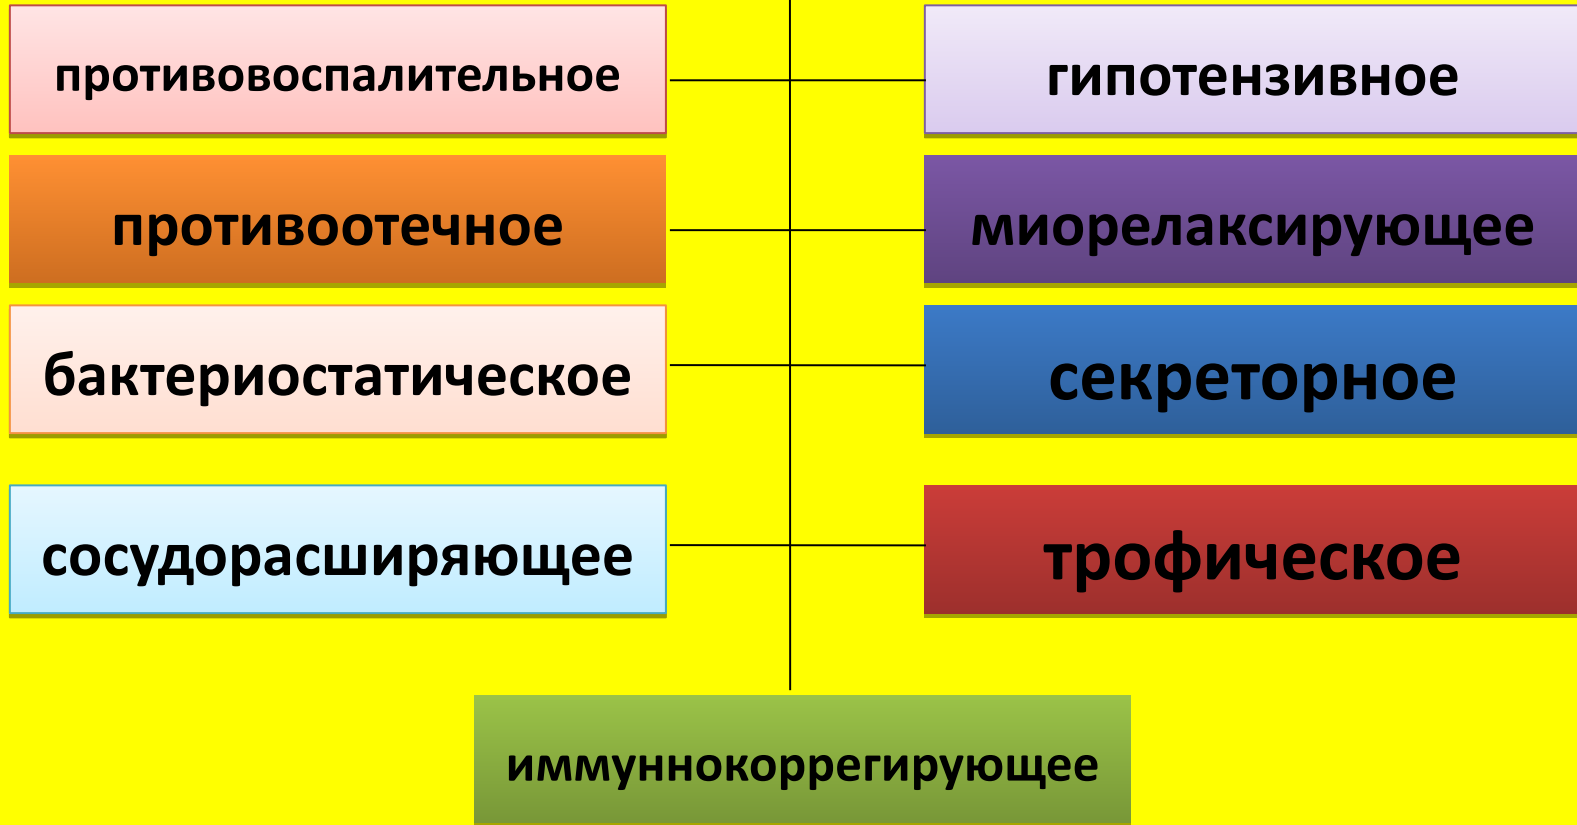 противовоспалительное
гипотензивное
противоотечное
миорелаксирующее
бактериостатическое
секреторное
сосудорасширяющее
трофическое
иммуннокоррегирующее